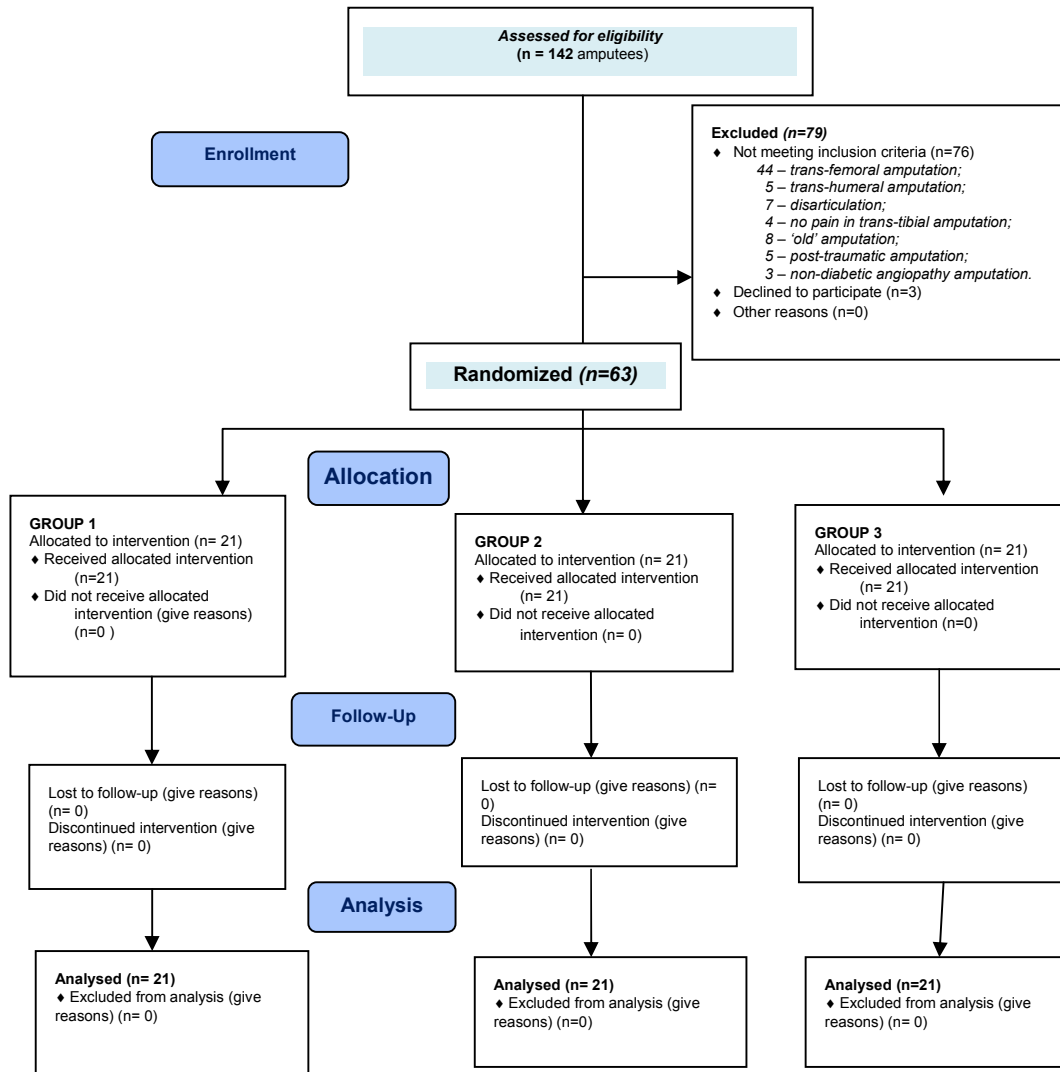 Assessed for eligibility
(n = 142 amputees)
Enrollment
Excluded (n=79)
♦ Not meeting inclusion criteria (n=76)
44 – trans-femoral amputation;
5 – trans-humeral amputation;
7 – disarticulation;
4 – no pain in trans-tibial amputation;
8 – ‘old’ amputation;
5 – post-traumatic amputation;
3 – non-diabetic angiopathy amputation.
♦ Declined to participate (n=3)
♦ Other reasons (n=0)
Randomized (n=63)
Allocation
GROUP 1
Allocated to intervention (n= 21)
♦ Received allocated intervention
(n=21)
♦ Did not receive allocated
intervention (give reasons)
(n=0 )
GROUP 2
Allocated to intervention (n= 21)
♦ Received allocated intervention
(n= 21)
♦ Did not receive allocated
intervention (n= 0)
GROUP 3
Allocated to intervention (n= 21)
♦ Received allocated intervention
(n= 21)
♦ Did not receive allocated
intervention (n=0)
Follow-Up
Lost to follow-up (give reasons)
(n= 0)
Discontinued intervention (give
reasons) (n= 0)
Lost to follow-up (give reasons) (n=
0)
Discontinued intervention (give
reasons) (n= 0)
Lost to follow-up (give reasons)
(n= 0)
Discontinued intervention (give
reasons) (n= 0)
Analysis
Analysed (n= 21)
♦ Excluded from analysis (give
reasons) (n= 0)
Analysed (n= 21)
♦ Excluded from analysis (give
reasons) (n=0)
Analysed (n=21)
♦ Excluded from analysis (give
reasons) (n= 0)